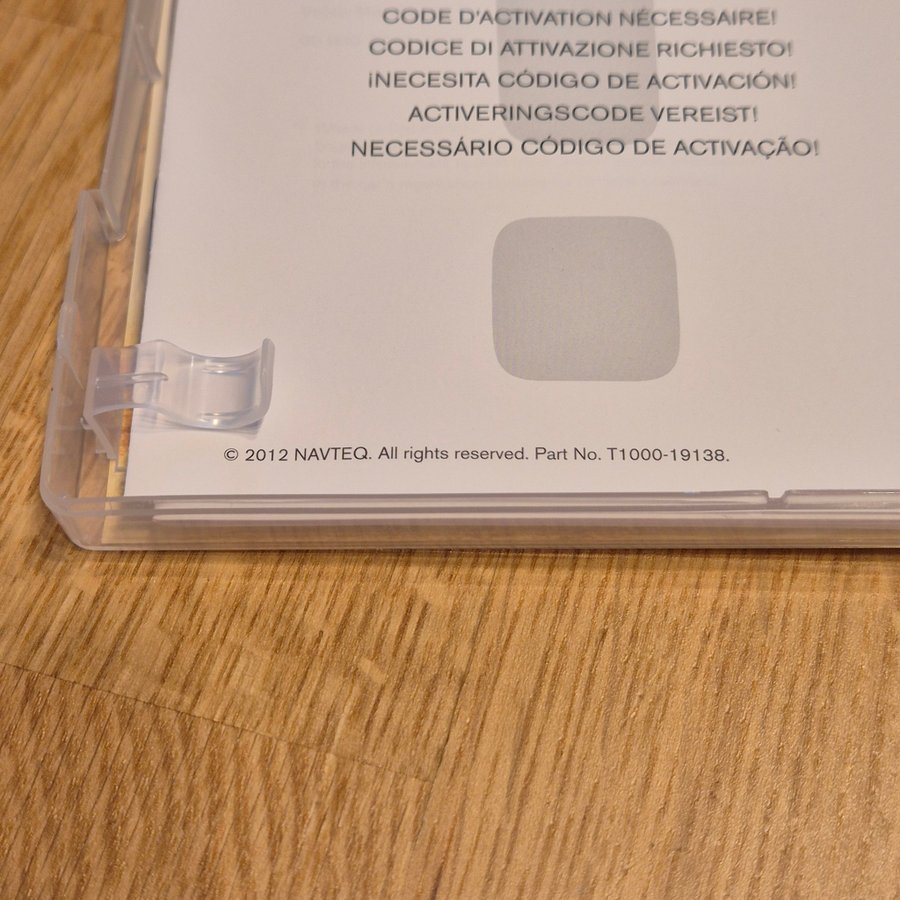 CODE D'ACTIVATION NÉCESSAIRE!
CODICE DI ATTIVAZIONE RICHIESTO!
¡NECESITA CÓDIGO DE ACTIVACIÓN!
ACTIVERINGSCODE VEREIST!
NECESSÁRIO CÓDIGO DE ACTIVAÇÃO!
© 2012 NAVTEQ. All rights reserved. Part No. T1000-19138.